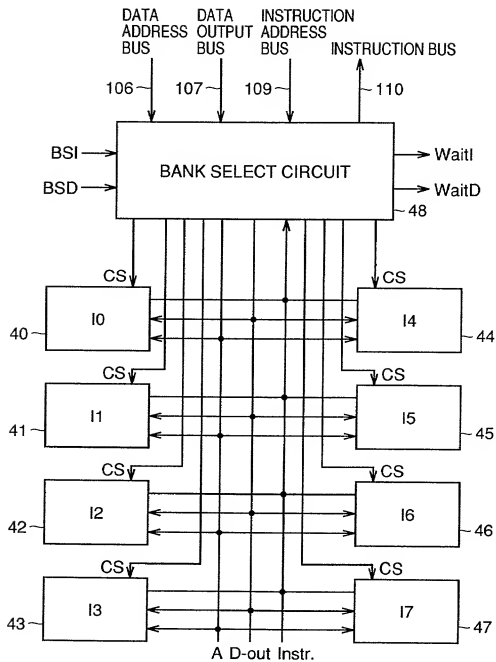 DATA
ADDRESS
BUS
DATA
OUTPUT
BUS
INSTRUCTION
ADDRESS
BUS
INSTRUCTION BUS
106
107
109
110
BSI
BSD
BANK SELECT CIRCUIT
WaitI
WaitD
48
CS
CS
I0
I4
40
44
CS
CS
I1
I5
41
45
CS
CS
I2
I6
42
46
CS
CS
I3
I7
43
47
A D-out Instr.